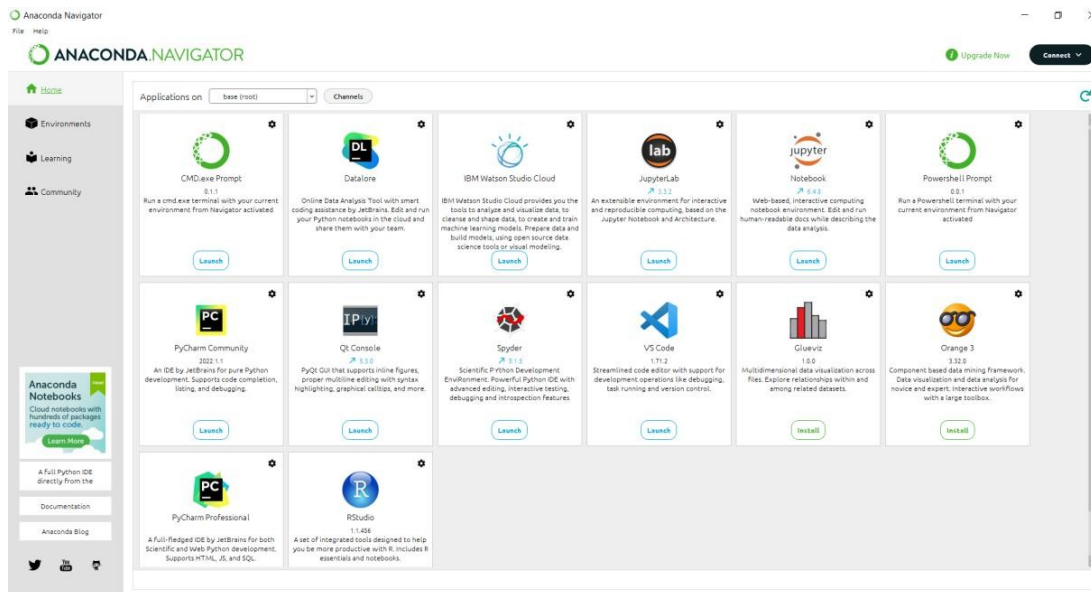 Anaconda Navigator
File Help
ANACONDA.NAVIGATOR
Upgrade Now
Connect
Home
Environments
Learning
Community
Applications on base (root) Channels
CMD.exe Prompt
0.1.1
Run a cmd.exe terminal with your current
environment from Navigator activated
Launch
DL
Datalore
Online Data Analysis Tool with smart
coding assistance by JetBrains. Edit and run
your Python notebooks in the cloud and
share them with your team.
Launch
IBM Watson Studio Cloud
IBM Watson Studio Cloud provides you the
tools to analyze and visualize data, to
cleanse and shape data, to create and train
machine learning models. Prepare data and
build models, using open source data
science tools or visual modeling.
Launch
lab
JupyterLab
3.3.2
An extensible environment for interactive
and reproducible computing, based on the
Jupyter Notebook and Architecture.
Launch
jupyter
Notebook
6.4.8
Web-based, interactive computing
notebook environment. Edit and run
human-readable docs while describing the
data analysis.
Launch
Powershell Prompt
0.0.1
Run a Powershell terminal with your
current environment from Navigator
activated
Launch
PC
PyCharm Community
2022.1.1
An IDE by JetBrains for pure Python
development. Supports code completion,
listing, and debugging.
Launch
IP[y]:
Qt Console
5.3.0
PyQt GUI that supports inline figures,
proper multiline editing with syntax
highlighting, graphical calltips, and more.
Launch
Spyder
5.1.5
Scientific PYthon Development
EnviRonment. Powerful Python IDE with
advanced editing, interactive testing,
debugging and introspection features
Launch
VS Code
1.71.2
Streamlined code editor with support for
development operations like debugging,
task running and version control.
Launch
Glueviz
1.0.0
Multidimensional data visualization across
files. Explore relationships within and
among related datasets.
Install
Orange 3
3.32.0
Component based data mining framework.
Data visualization and data analysis for
novice and expert. Interactive workflows
with a large toolbox.
Install
PC
PyCharm Professional
A full-fledged IDE by JetBrains for both
Scientific and Web Python development.
Supports HTML, JS, and SQL.
R
RStudio
1.1.456
A set of integrated tools designed to help
you be more productive with R. Includes R
essentials and notebooks.
Anaconda
Notebooks
Cloud notebooks with
hundreds of packages
ready to code.
Learn More
A Full Python IDE
directly from the
Documentation
Anaconda Blog
You
Tube